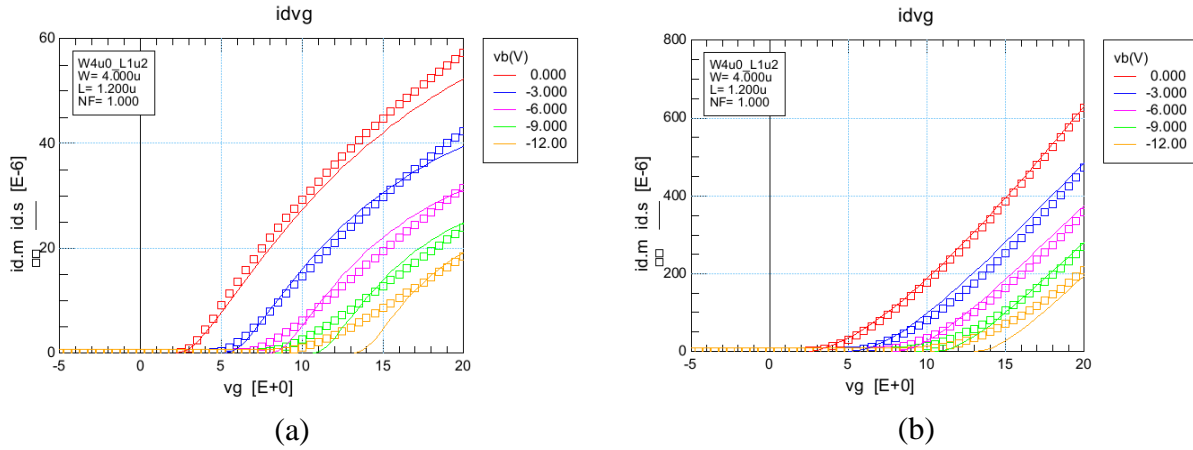 idvg
60
40
20
0
id.m id.s [E-6]
W4u0_L1u2
W= 4.000u
L= 1.200u
NF= 1.000
-5 0 5 10 15 20
vg [E+0]
vb(V)
0.000
-3.000
-6.000
-9.000
-12.00
(a)
idvg
800
600
400
200
0
id.m id.s [E-6]
W4u0_L1u2
W= 4.000u
L= 1.200u
NF= 1.000
-5 0 5 10 15 20
vg [E+0]
vb(V)
0.000
-3.000
-6.000
-9.000
-12.00
(b)